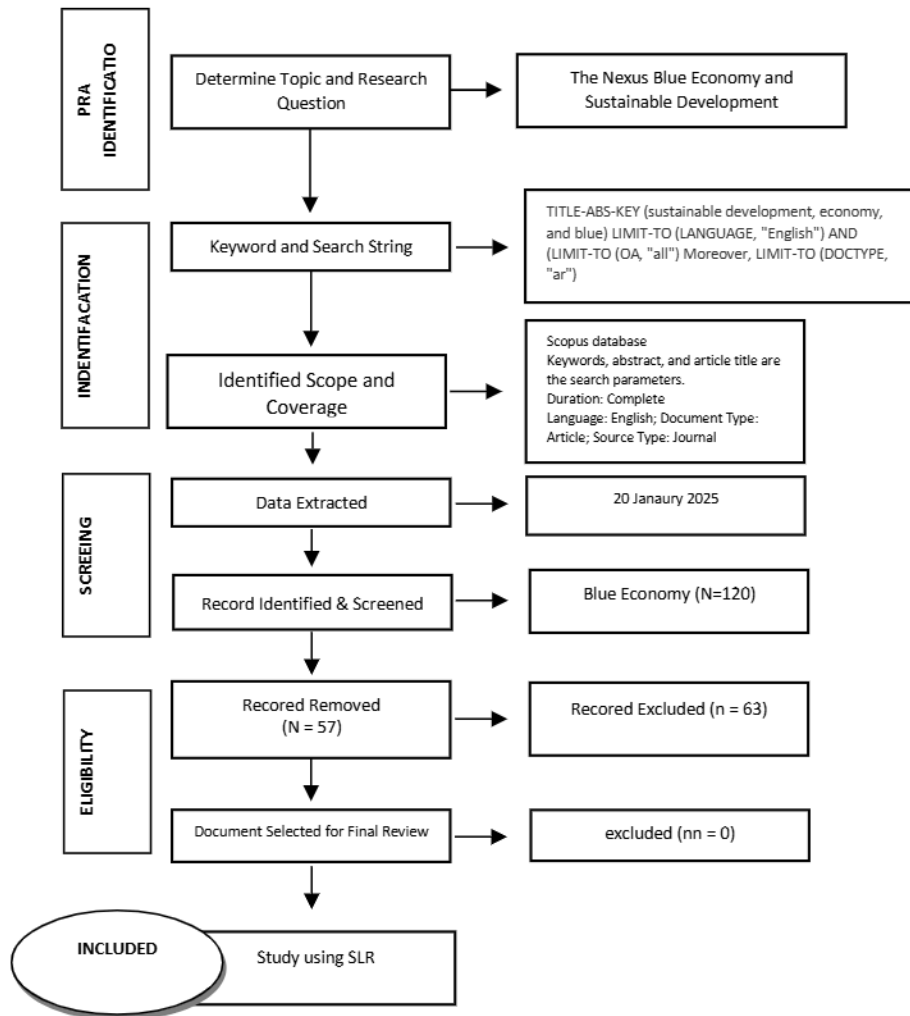 PRA
IDENTIFICATIO
Determine Topic and Research
Question
The Nexus Blue Economy and
Sustainable Development
INDENTIFACATION
Keyword and Search String
TITLE-ABS-KEY (sustainable development, economy,
and blue) LIMIT-TO (LANGUAGE, "English") AND
(LIMIT-TO (OA, "all") Moreover, LIMIT-TO (DOCTYPE,
"ar")
Identified Scope and
Coverage
Scopus database
Keywords, abstract, and article title are
the search parameters.
Duration: Complete
Language: English; Document Type:
Article; Source Type: Journal
SCREEING
Data Extracted
20 Janaury 2025
Record Identified & Screened
Blue Economy (N=120)
ELIGIBILITY
Recored Removed
(N = 57)
Recored Excluded (n = 63)
Document Selected for Final Review
excluded (nn = 0)
INCLUDED
Study using SLR